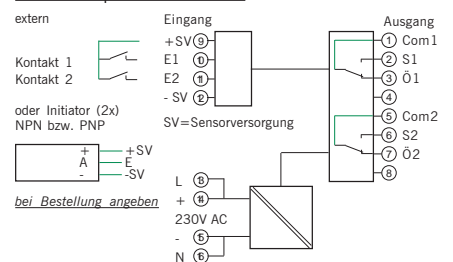 extern
Kontakt 1
Kontakt 2
oder Initiator (2x)
NPN bzw. PNP
+ +SV
A E
- -SV
bei Bestellung angeben
Eingang
+SV 9
E1 10
E2 11
- SV 12
SV=Sensorversorgung
L 13
+ 14
230V AC
- 15
N 16
Ausgang
1 Com1
2 S1
3 Ö1
4
5 Com2
6 S2
7 Ö2
8